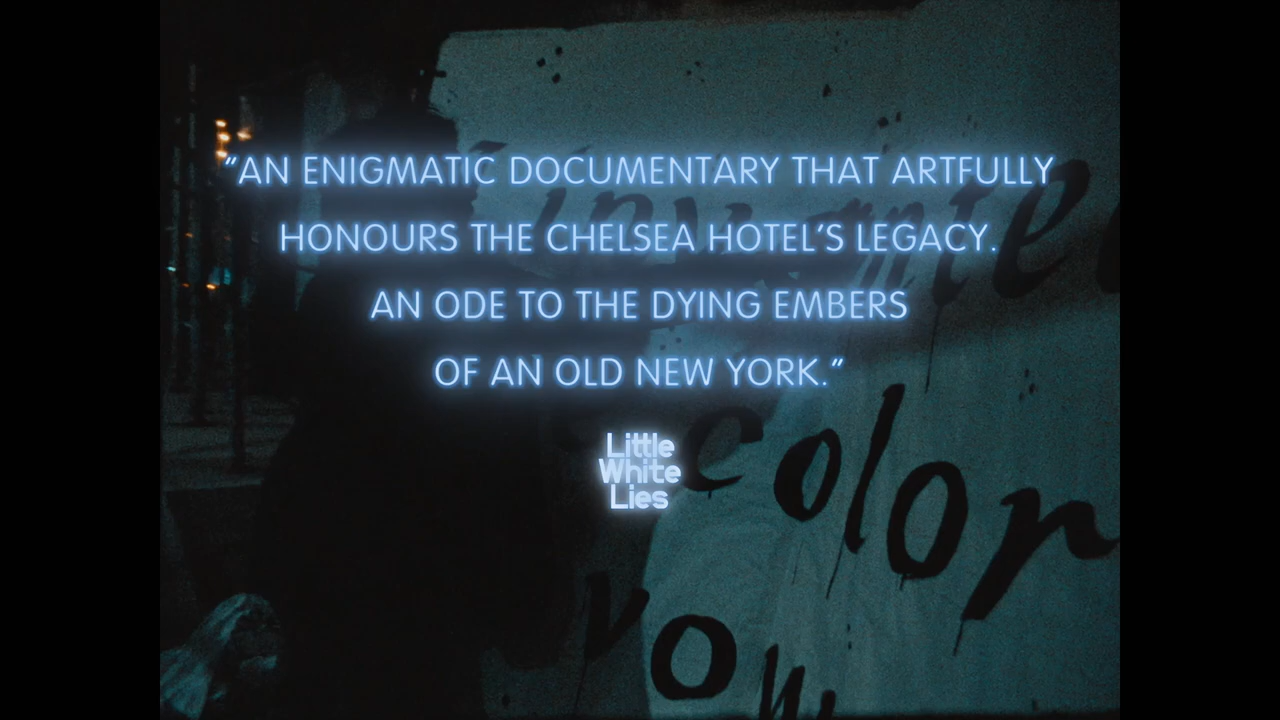 "AN ENIGMATIC DOCUMENTARY THAT ARTFULLY
HONOURS THE CHELSEA HOTEL'S LEGACY.
AN ODE TO THE DYING EMBERS
OF AN OLD NEW YORK."
Little
White
Lies
color